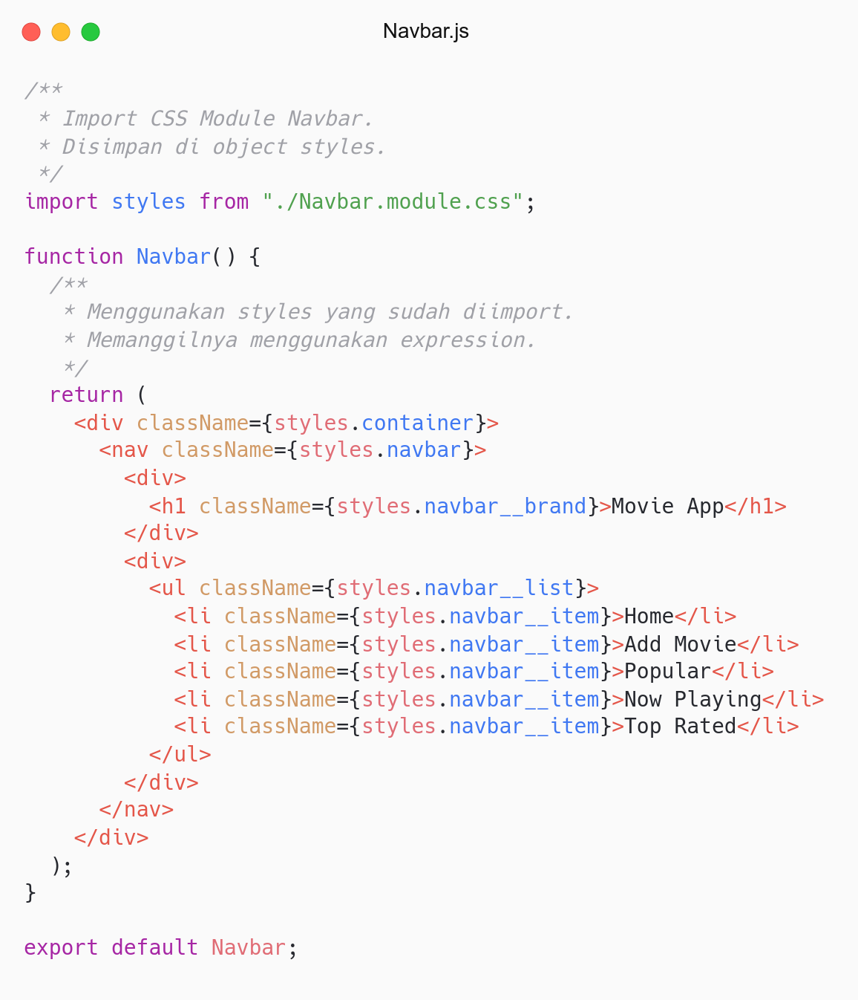 Navbar.js
/**
 * Import CSS Module Navbar.
 * Disimpan di object styles.
 */
import styles from "./Navbar.module.css";

function Navbar() {
  /**
   * Menggunakan styles yang sudah diimport.
   * Memanggilnya menggunakan expression.
   */
  return (
    <div className={styles.container}>
      <nav className={styles.navbar}>
        <div>
          <h1 className={styles.navbar__brand}>Movie App</h1>
        </div>
        <div>
          <ul className={styles.navbar__list}>
            <li className={styles.navbar__item}>Home</li>
            <li className={styles.navbar__item}>Add Movie</li>
            <li className={styles.navbar__item}>Popular</li>
            <li className={styles.navbar__item}>Now Playing</li>
            <li className={styles.navbar__item}>Top Rated</li>
          </ul>
        </div>
      </nav>
    </div>
  );
}

export default Navbar;